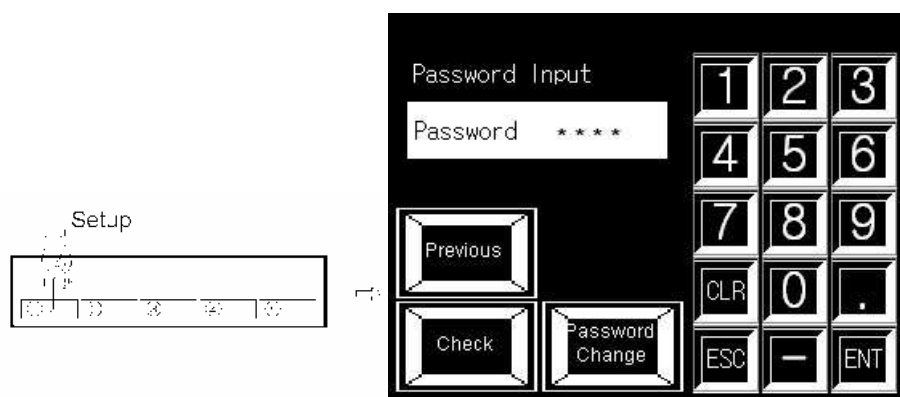 Setup
Password Input
Password ****
Previous
Check
Password
Change
1 2 3
4 5 6
7 8 9
CLR 0 .
ESC - ENT